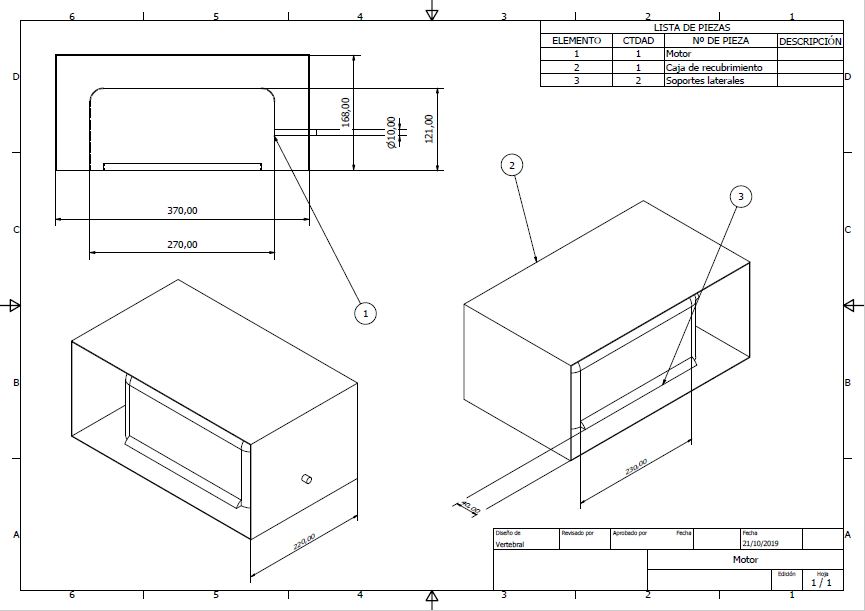 6 5 4 3 2 1
LISTA DE PIEZAS
ELEMENTO CTDAD Nº DE PIEZA DESCRIPCIÓN
1 1 Motor
2 1 Caja de recubrimiento
3 2 Soportes laterales
D D
168,00
Ø10,00
121,00
2
3
370,00
C C
270,00
1
B B
230,00
40,00
A A
220,00
Diseño de Revisado por Aprobado por Fecha Fecha
Vertebral 21/10/2019
Motor
Edición Hoja
1 / 1
6 5 4 3 2 1